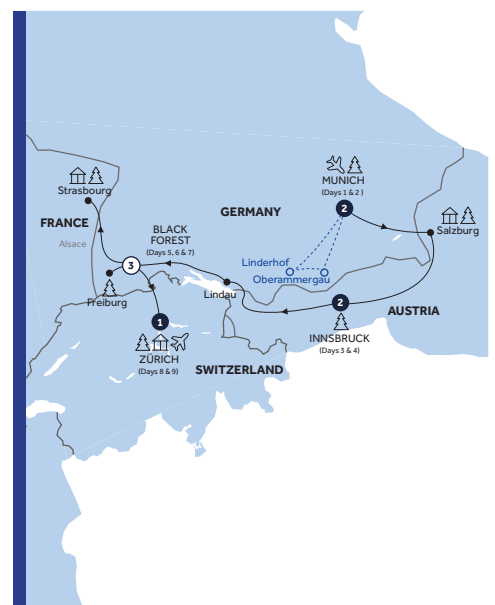 MUNICH
(Days 1 & 2 )
2
Strasbourg
FRANCE
GERMANY
Salzburg
BLACK
FOREST
(Days 5, 6 & 7)
Alsace
3
Linderhof
Oberammergau
Freiburg
Lindau
2
AUSTRIA
1
INNSBRUCK
(Days 3 & 4)
ZÜRICH
(Days 8 & 9)
SWITZERLAND